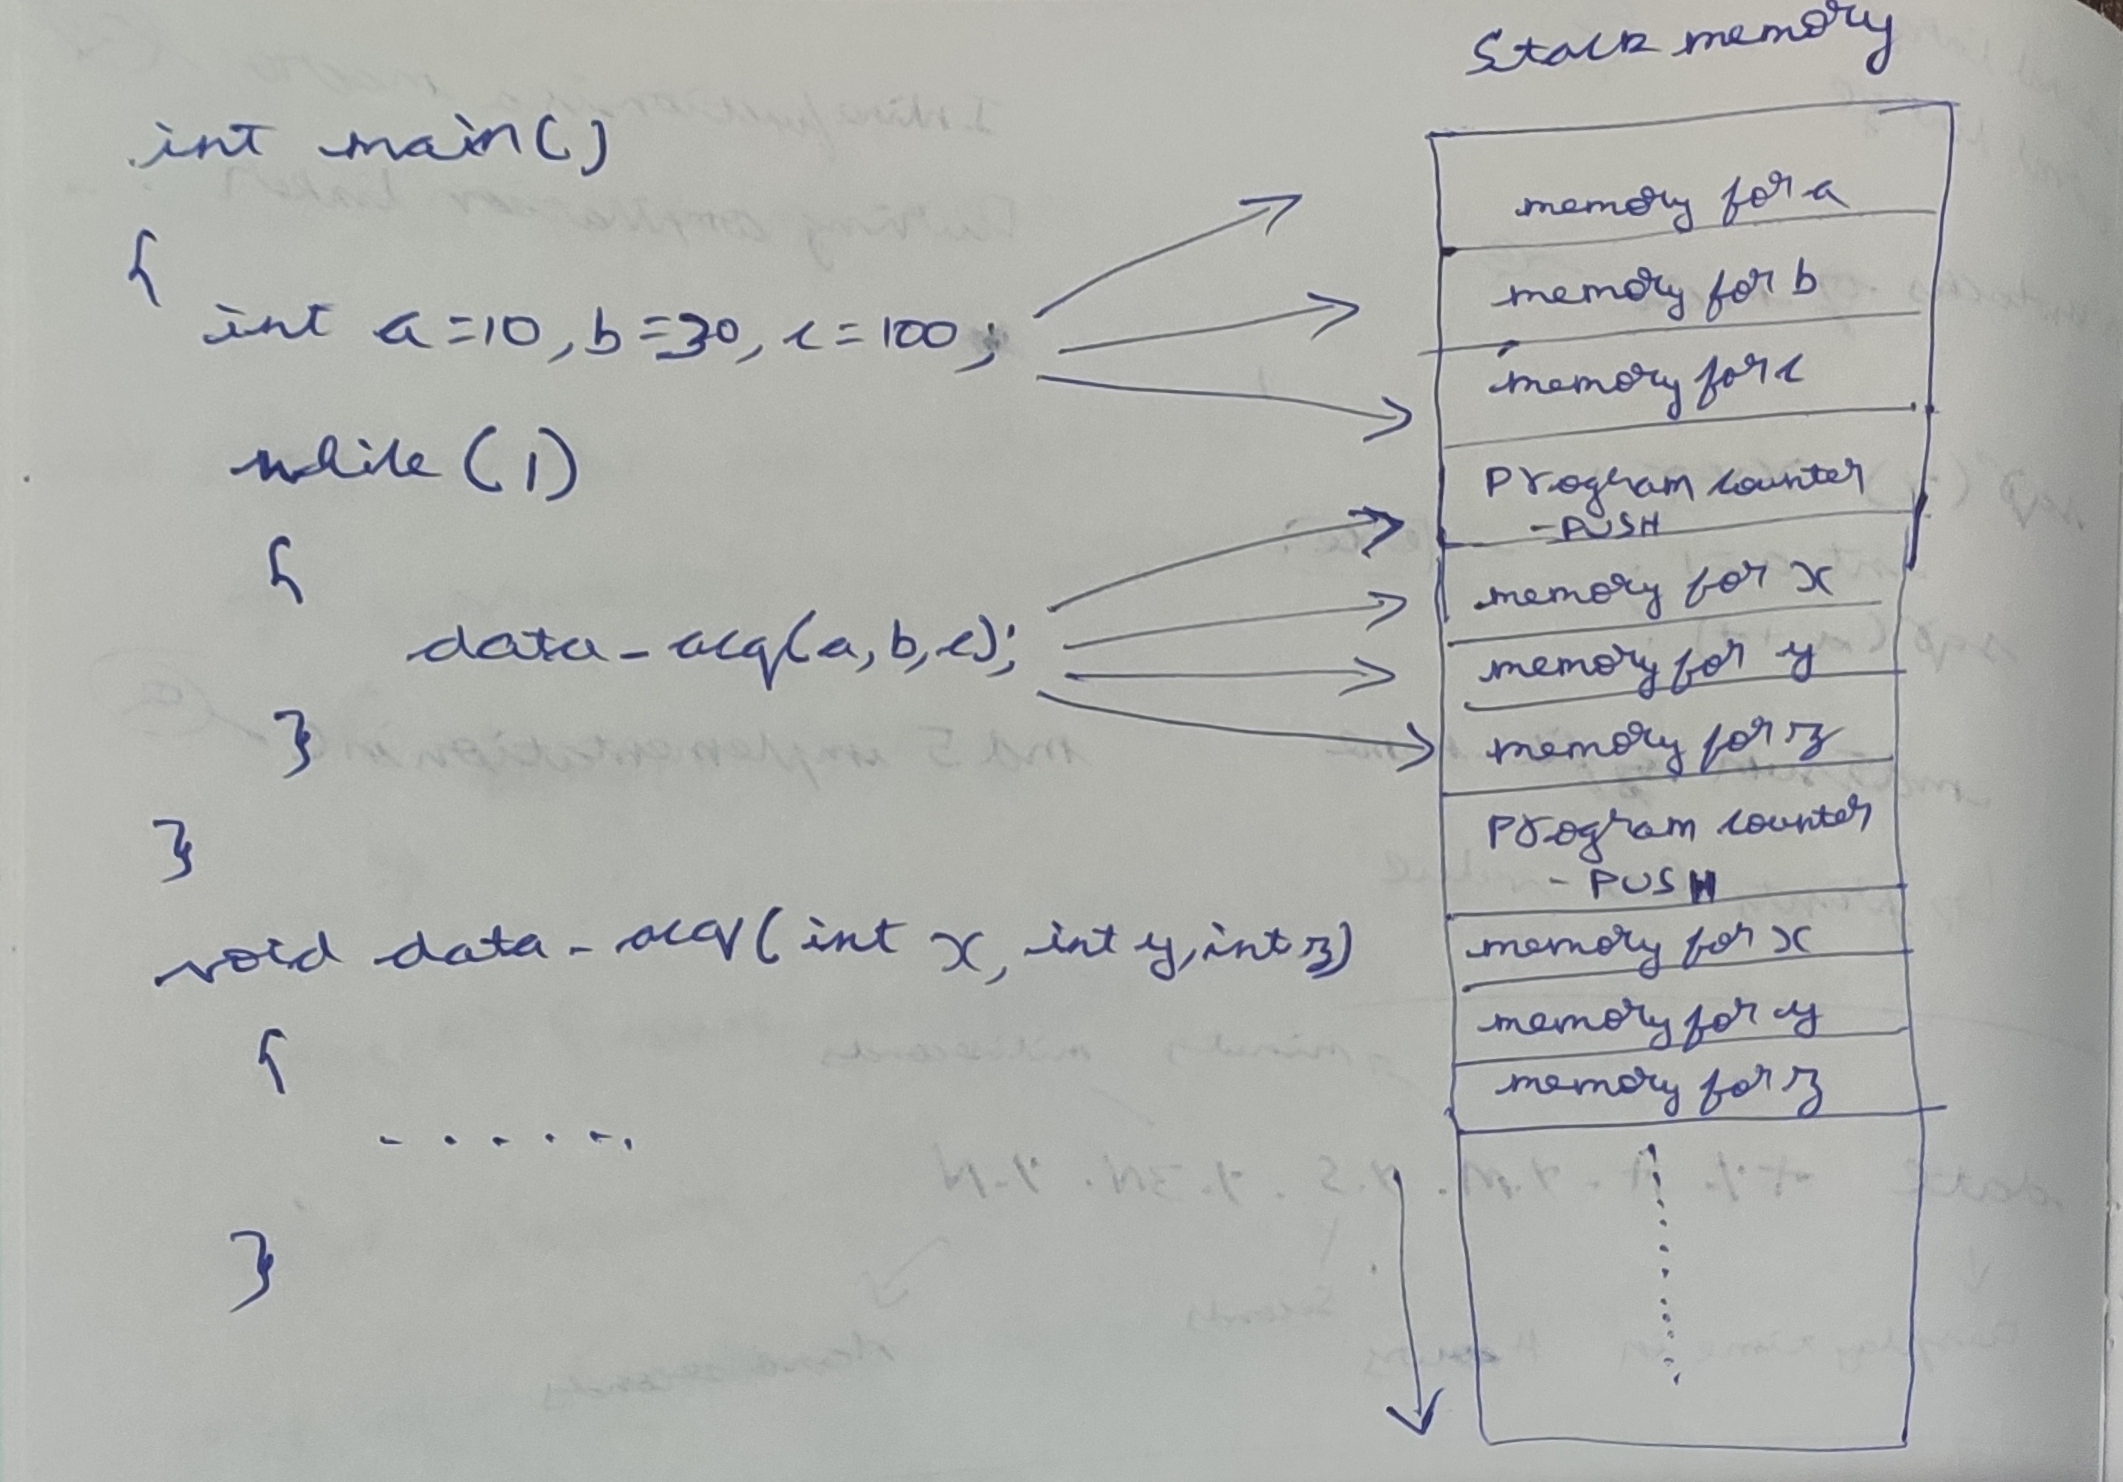 Stack memory
int main()
{
int a=10, b=30, c=100;
while (1)
{
data-acq(a, b, c);
}
}
void data-acq( int x, int y, int z)
{
. . . . . .
}
memory for a
memory for b
memory for c
Program counter
-PUSH
memory for x
memory for y
memory for z
Program counter
- PUSH
memory for x
memory for y
memory for z